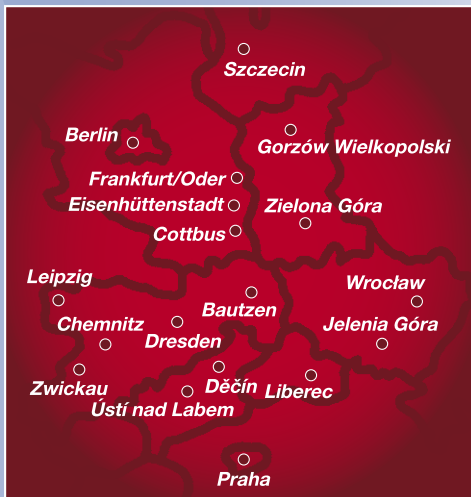 Szczecin
Berlin
Gorzów Wielkopolski
Frankfurt/Oder
Eisenhüttenstadt
Zielona Góra
Cottbus
Leipzig
Wrocław
Bautzen
Chemnitz
Jelenia Góra
Dresden
Děčín
Zwickau
Liberec
Ústí nad Labem
Praha